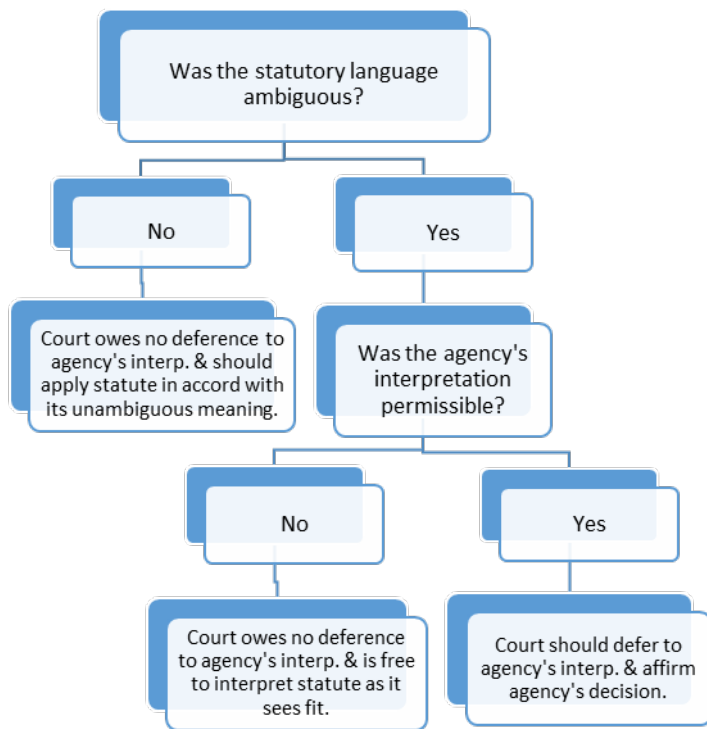 Was the statutory language
ambiguous?
No
Yes
Court owes no deference to
agency's interp. & should
apply statute in accord with
its unambiguous meaning.
Was the agency's
interpretation
permissible?
No
Yes
Court owes no deference
to agency's interp. & is free
to interpret statute as it
sees fit.
Court should defer to
agency's interp. & affirm
agency's decision.